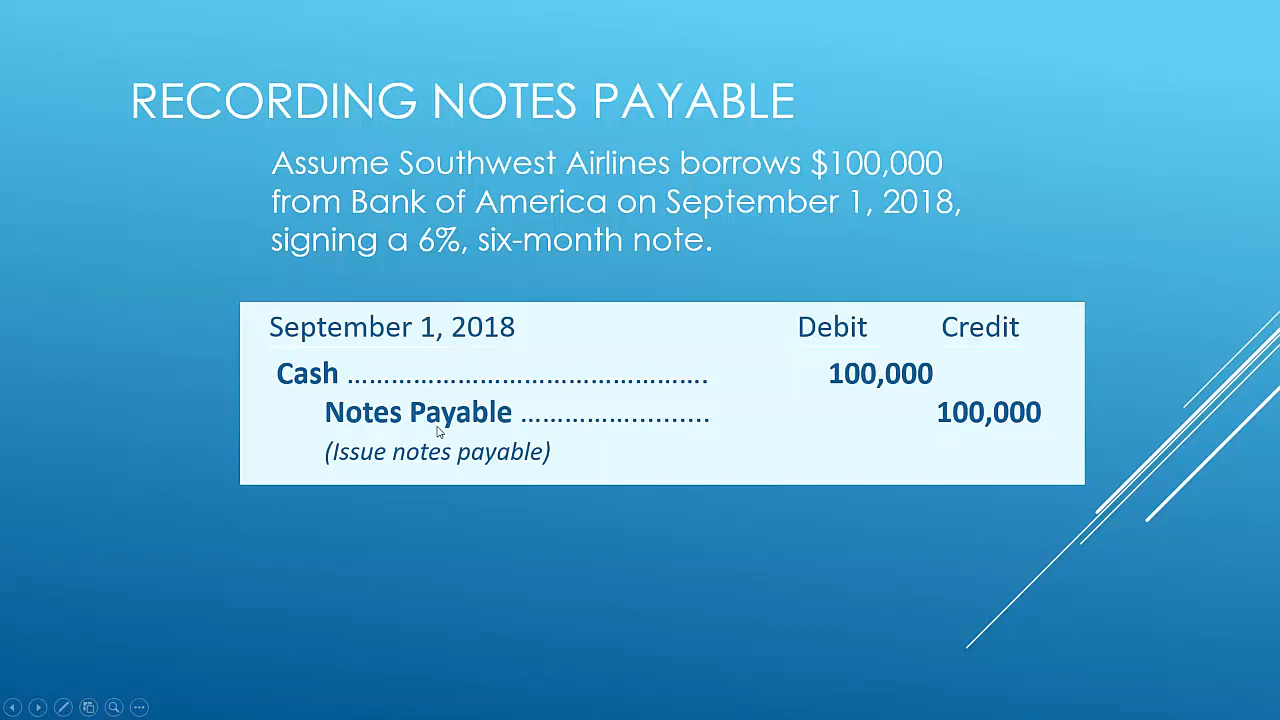 RECORDING NOTES PAYABLE
Assume Southwest Airlines borrows $100,000
from Bank of America on September 1, 2018,
signing a 6%, six-month note.
September 1, 2018 Debit Credit
Cash ………………………………………. 100,000
Notes Payable ……………........... 100,000
(Issue notes payable)